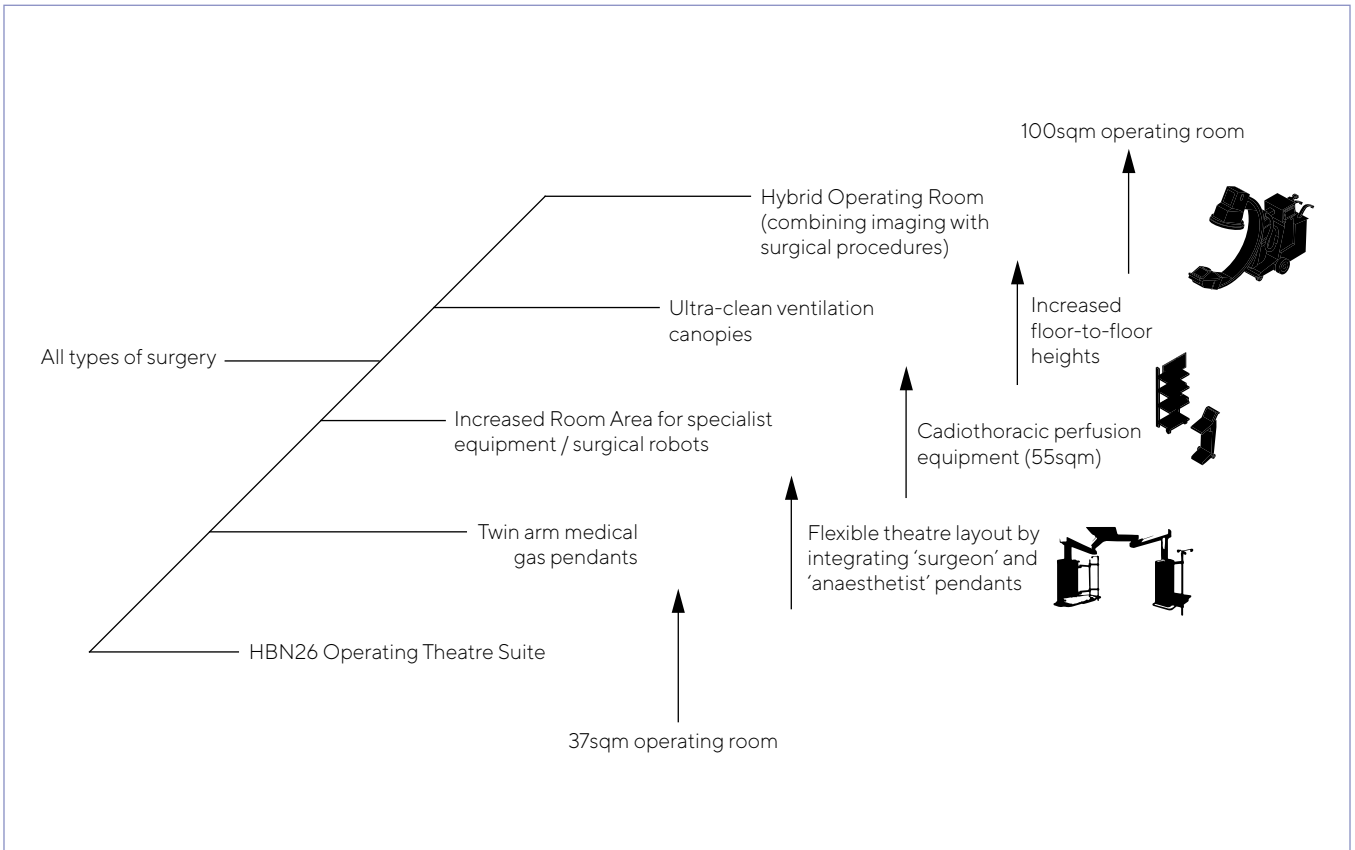 100sqm operating room
Hybrid Operating Room
(combining imaging with
surgical procedures)
Increased
floor-to-floor
heights
Ultra-clean ventilation
canopies
All types of surgery
Increased Room Area for specialist
equipment / surgical robots
Cadiothoracic perfusion
equipment (55sqm)
Twin arm medical
gas pendants
Flexible theatre layout by
integrating ‘surgeon’ and
‘anaesthetist’ pendants
HBN26 Operating Theatre Suite
37sqm operating room